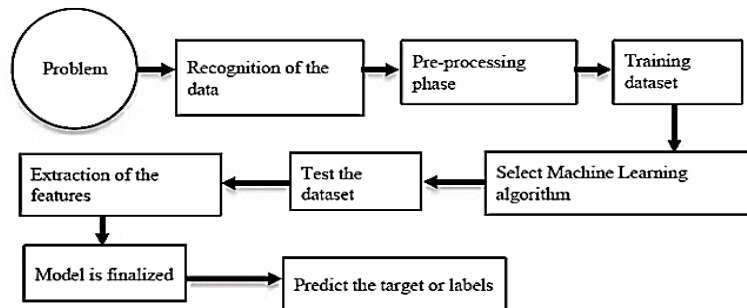 Problem
Recognition of the
data
Pre-processing
phase
Training
dataset
Select Machine Learning
algorithm
Test the
dataset
Extraction of the
features
Model is finalized
Predict the target or labels